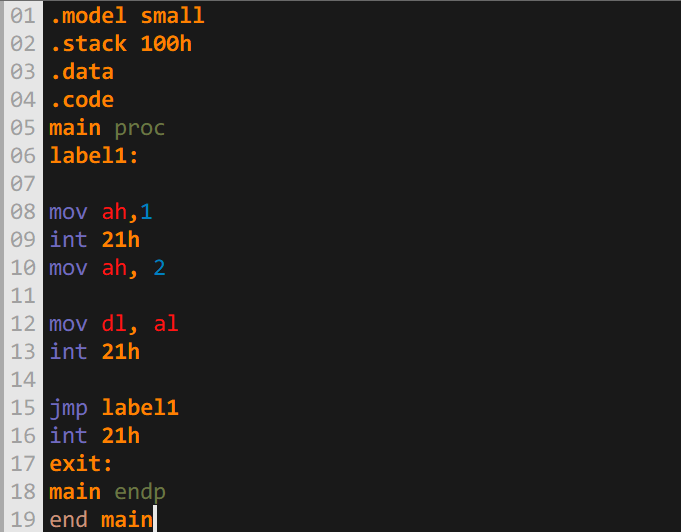 01 .model small
02 .stack 100h
03 .data
04 .code
05 main proc
06 label1:
07
08 mov ah,1
09 int 21h
10 mov ah, 2
11
12 mov dl, al
13 int 21h
14
15 jmp label1
16 int 21h
17 exit:
18 main endp
19 end main